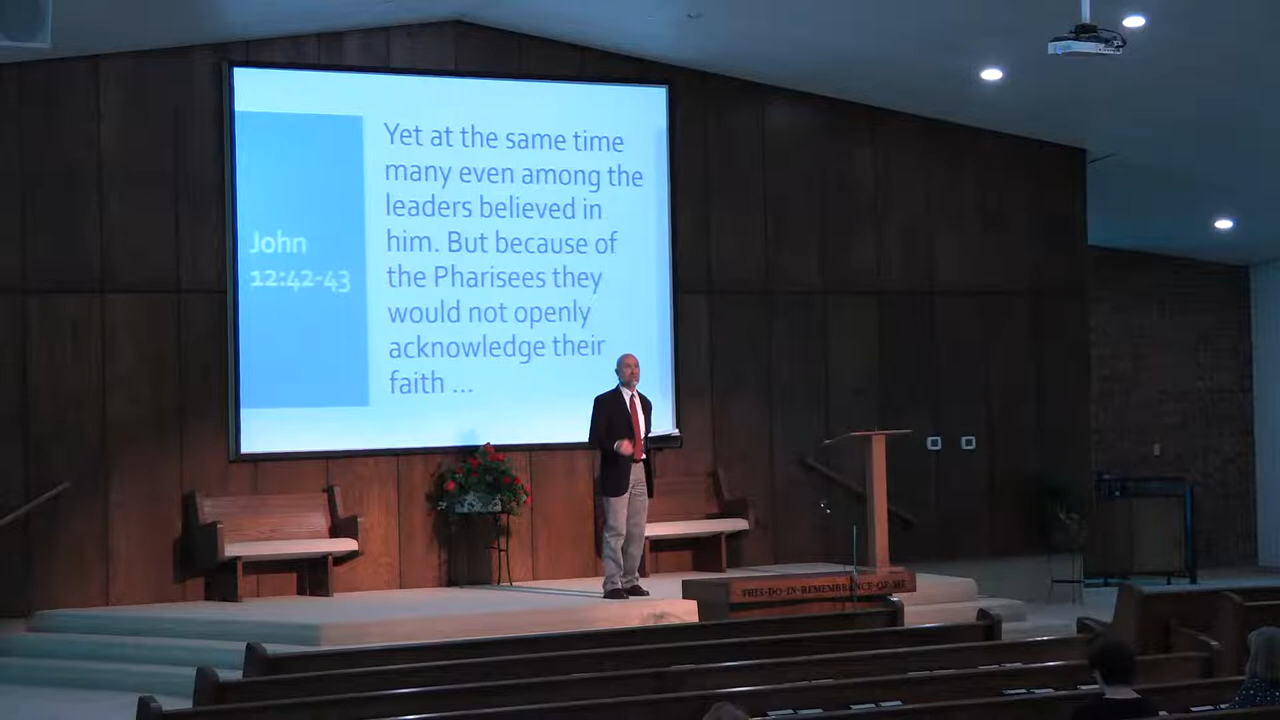 John
12:42-43
Yet at the same time
many even among the
leaders believed in
him. But because of
the Pharisees they
would not openly
acknowledge their
faith ...
THIS·DO·IN·REMEMBRANCE·OF·ME